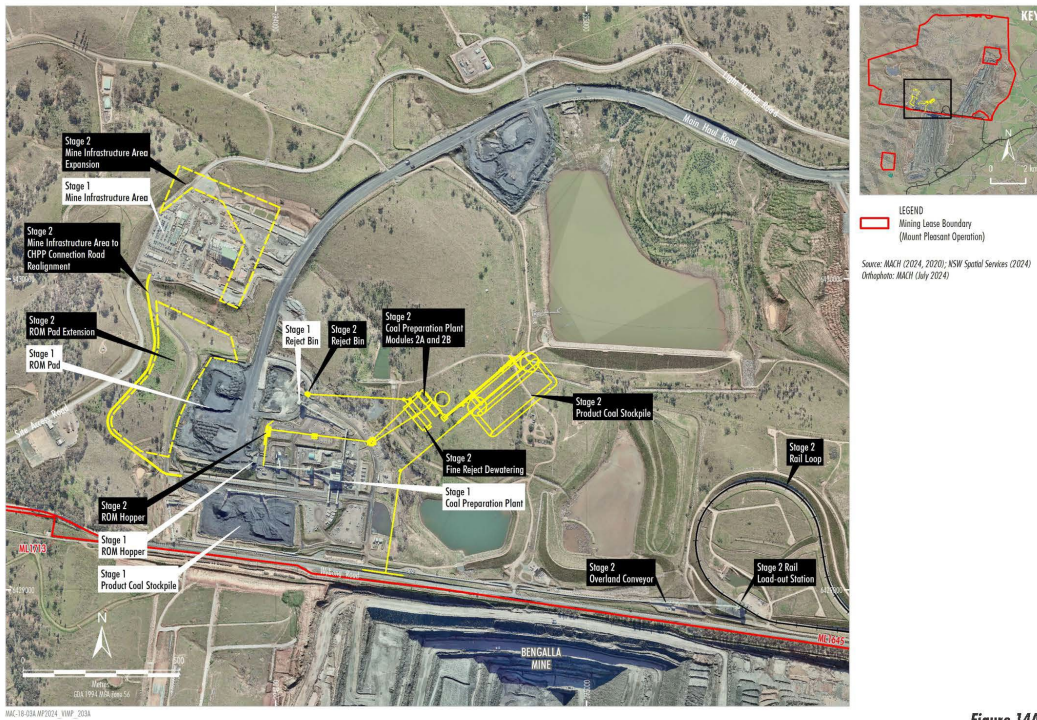 Stage 2
Mine Infrastructure Area
Expansion
Stage 1
Mine Infrastructure Area
Stage 2
Mine Infrastructure Area to
CHPP Connection Road
Realignment
Stage 2
ROM Pad Extension
Stage 1
ROM Pad
Stage 1
Reject Bin
Stage 2
Reject Bin
Stage 2
Coal Preparation Plant
Modules 2A and 2B
Main Haul Road
Stage 2
Product Coal Stockpile
Stage 2
Fine Reject Dewatering
Stage 1
Coal Preparation Plant
Stage 2
Rail Loop
Stage 2
ROM Hopper
Stage 1
ROM Hopper
Stage 1
Product Coal Stockpile
Stage 2
Overland Conveyor
Stage 2 Rail
Load-out Station
ML1713
ML1645
BENGALLA
MINE
N
0
500
Metres
GDA 1994 MGA Zone 56
MAC-18-03A MP2024_VIMP_203A
KEY
N
0
2 km
LEGEND
Mining Lease Boundary
(Mount Pleasant Operation)
Source: MACH (2024, 2020); NSW Spatial Services (2024)
Orthophoto: MACH (July 2024)
Figure 14A